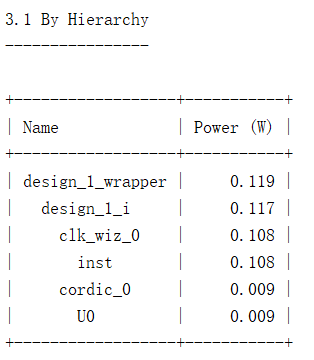 3.1 By Hierarchy
----------------
+------------------+-----------+
| Name             | Power (W) |
+------------------+-----------+
| design_1_wrapper |     0.119 |
|   design_1_i     |     0.117 |
|     clk_wiz_0    |     0.108 |
|       inst       |     0.108 |
|     cordic_0     |     0.009 |
|       U0         |     0.009 |
+------------------+-----------+